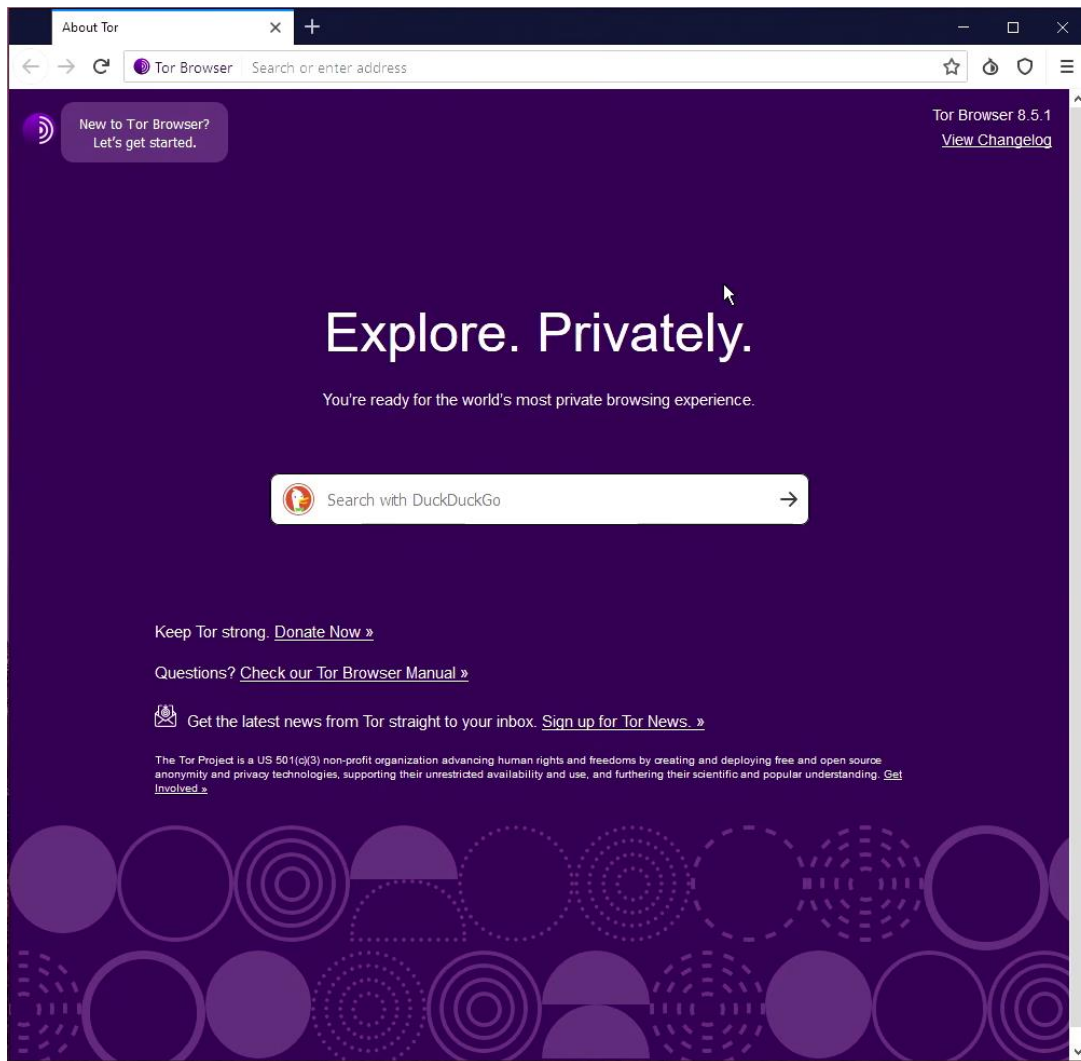 About Tor
Tor Browser Search or enter address
New to Tor Browser?
Let's get started.
Tor Browser 8.5.1
View Changelog
Explore. Privately.
You're ready for the world's most private browsing experience.
Search with DuckDuckGo
Keep Tor strong. Donate Now »
Questions? Check our Tor Browser Manual »
Get the latest news from Tor straight to your inbox. Sign up for Tor News. »
The Tor Project is a US 501(c)(3) non-profit organization advancing human rights and freedoms by creating and deploying free and open source
anonymity and privacy technologies, supporting their unrestricted availability and use, and furthering their scientific and popular understanding. Get
Involved »